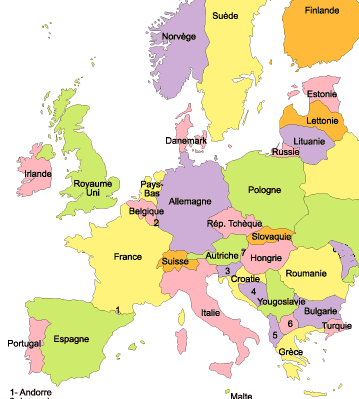 Finlande
Suède
Norvège
Estonie
Lettonie
Danemark
Lituanie
Russie
Irlande
Royaume
Uni
Pays-
Bas
Pologne
Allemagne
Belgique
2
Rép. Tchèque
Slovaquie
Autriche
7
France
Suisse
Hongrie
3
Roumanie
Croatie
4
Yougoslavie
1
Italie
Bulgarie
6
Turquie
5
Portugal
Espagne
Grèce
1- Andorre
Malte